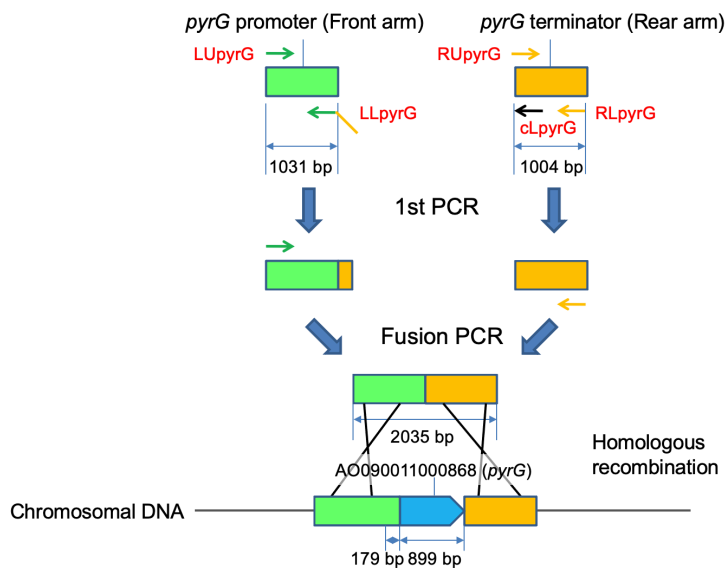 pyrG promoter (Front arm)
pyrG terminator (Rear arm)
LUpyrG
RUpyrG
LLpyrG
cLpyrG
RLpyrG
1031 bp
1004 bp
1st PCR
Fusion PCR
2035 bp
AO090011000868 (pyrG)
Homologous
recombination
Chromosomal DNA
179 bp
899 bp